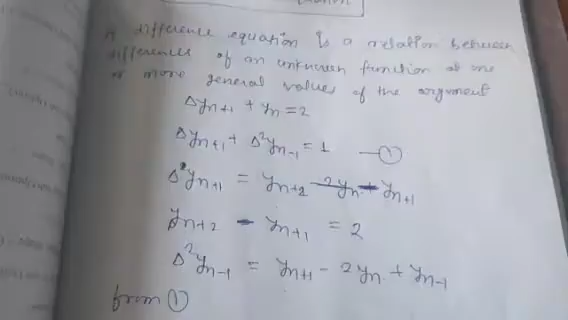 A difference equation is a relation between
differences of an unknown function at one
or more general values of the argument
Δyn+1 + yn = 2
Δyn+1 + Δ²yn-1 = 1 —①
Δ²yn+1 = yn+2 - yn+1
yn+2 - yn+1 = 2
Δ²yn-1 = yn+1 - 2yn + yn-1
from ①